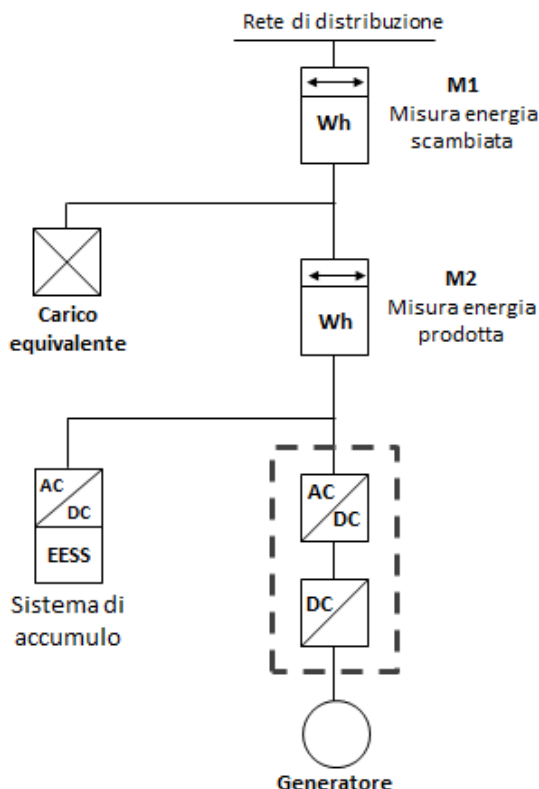 Rete di distribuzione
M1
Misura energia
scambiata
Wh
Carico
equivalente
M2
Misura energia
prodotta
Wh
AC
DC
EESS
Sistema di
accumulo
AC
DC
DC
Generatore